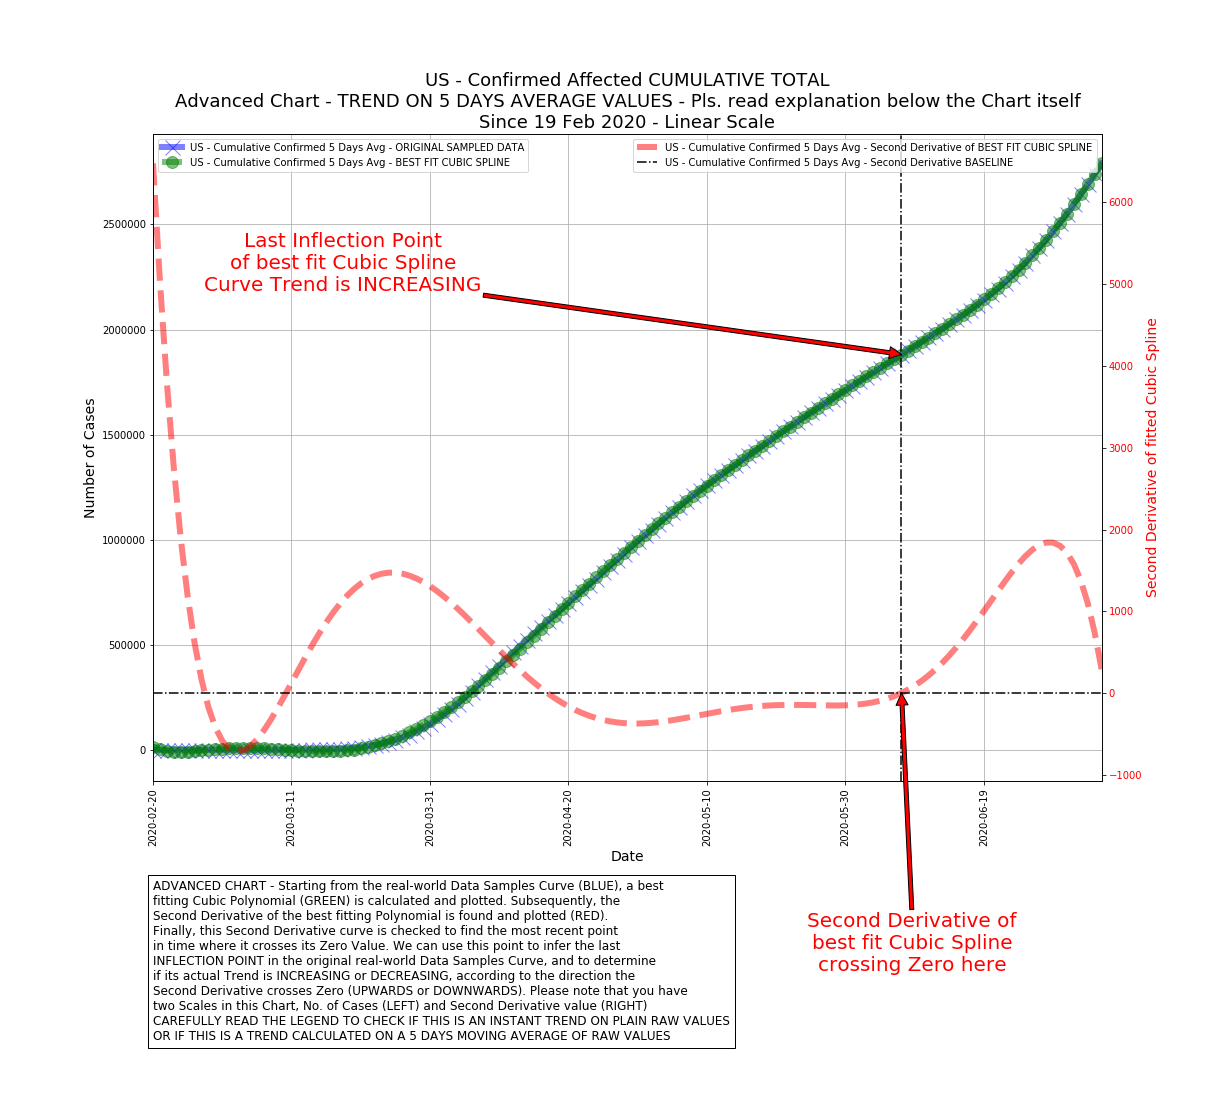 US - Confirmed Affected CUMULATIVE TOTAL
Advanced Chart - TREND ON 5 DAYS AVERAGE VALUES - Pls. read explanation below the Chart itself
Since 19 Feb 2020 - Linear Scale
US - Cumulative Confirmed 5 Days Avg - ORIGINAL SAMPLED DATA
US - Cumulative Confirmed 5 Days Avg - BEST FIT CUBIC SPLINE
US - Cumulative Confirmed 5 Days Avg - Second Derivative of BEST FIT CUBIC SPLINE
US - Cumulative Confirmed 5 Days Avg - Second Derivative BASELINE
Last Inflection Point
of best fit Cubic Spline
Curve Trend is INCREASING
Number of Cases
2500000
2000000
1500000
1000000
500000
0
6000
5000
4000
3000
2000
1000
0
−1000
Second Derivative of fitted Cubic Spline
2020-02-20
2020-03-11
2020-03-31
2020-04-20
2020-05-10
2020-05-30
2020-06-19
Date
Second Derivative of
best fit Cubic Spline
crossing Zero here
ADVANCED CHART - Starting from the real-world Data Samples Curve (BLUE), a best
fitting Cubic Polynomial (GREEN) is calculated and plotted. Subsequently, the
Second Derivative of the best fitting Polynomial is found and plotted (RED).
Finally, this Second Derivative curve is checked to find the most recent point
in time where it crosses its Zero Value. We can use this point to infer the last
INFLECTION POINT in the original real-world Data Samples Curve, and to determine
if its actual Trend is INCREASING or DECREASING, according to the direction the
Second Derivative crosses Zero (UPWARDS or DOWNWARDS). Please note that you have
two Scales in this Chart, No. of Cases (LEFT) and Second Derivative value (RIGHT)
CAREFULLY READ THE LEGEND TO CHECK IF THIS IS AN INSTANT TREND ON PLAIN RAW VALUES
OR IF THIS IS A TREND CALCULATED ON A 5 DAYS MOVING AVERAGE OF RAW VALUES